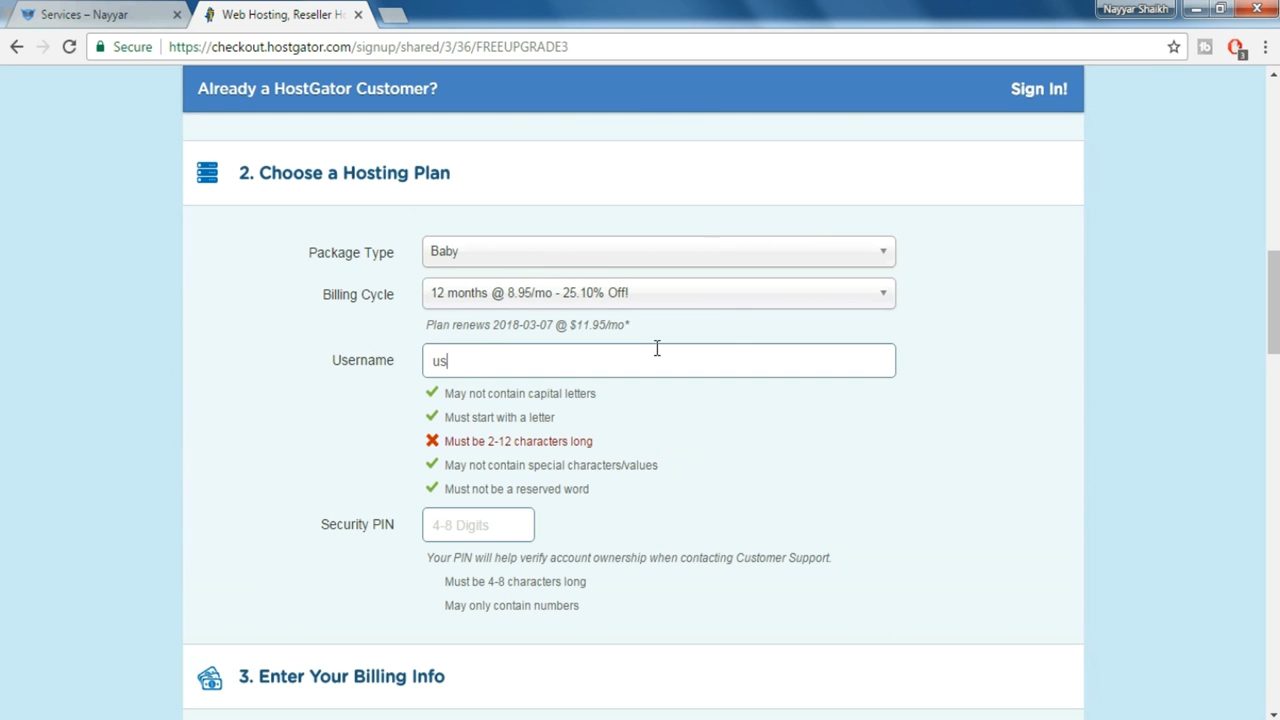 Services – Nayyar
Web Hosting, Reseller Ho
Nayyar Shaikh
Secure
https://checkout.hostgator.com/signup/shared/3/36/FREEUPGRADE3
3
Already a HostGator Customer?
Sign In!
2. Choose a Hosting Plan
Package Type
Baby
Billing Cycle
12 months @ 8.95/mo - 25.10% Off!
Plan renews 2018-03-07 @ $11.95/mo*
Username
us
May not contain capital letters
Must start with a letter
Must be 2-12 characters long
May not contain special characters/values
Must not be a reserved word
Security PIN
4-8 Digits
Your PIN will help verify account ownership when contacting Customer Support.
Must be 4-8 characters long
May only contain numbers
3. Enter Your Billing Info